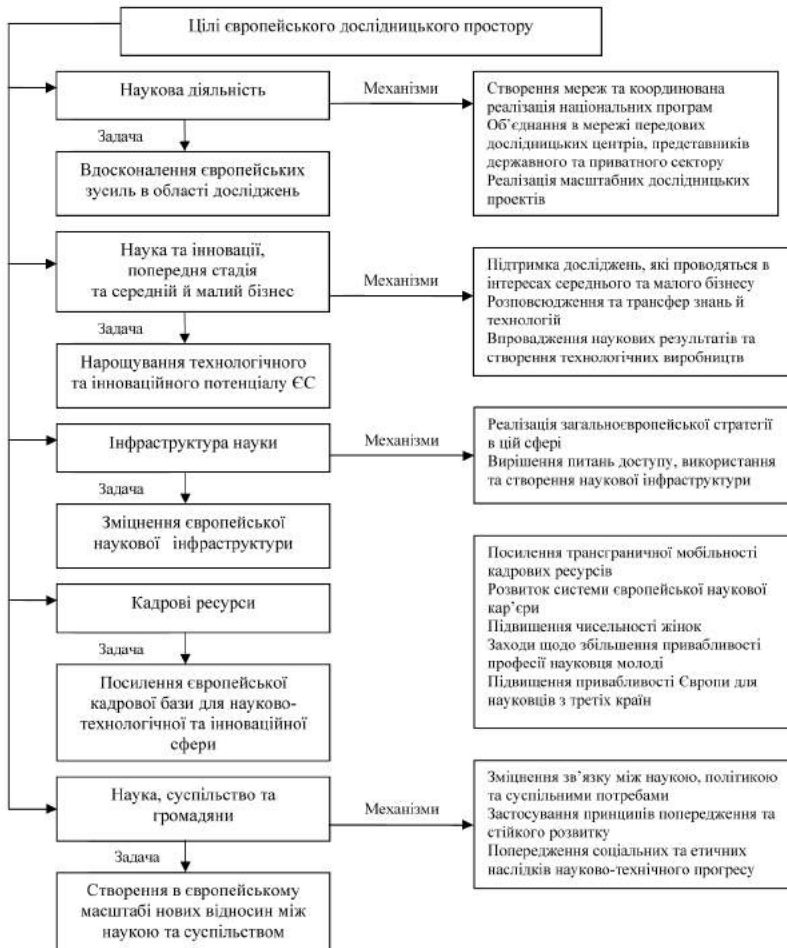 Цілі європейського дослідницького простору
Наукова діяльність
Механізми
Створення мереж та координована
реалізація національних програм
Об’єднання в мережі передових
дослідницьких центрів, представників
державного та приватного сектору
Реалізація масштабних дослідницьких
проектів
Задача
Вдосконалення європейських
зусиль в області досліджень
Наука та інновації,
попередня стадія
та середній й малий бізнес
Механізми
Підтримка досліджень, які проводяться в
інтересах середнього та малого бізнесу
Розповсюдження та трансфер знань й
технологій
Впровадження наукових результатів та
створення технологічних виробництв
Задача
Нарощування технологічного
та інноваційного потенціалу ЄС
Інфраструктура науки
Механізми
Реалізація загальноєвропейської стратегії
в цій сфері
Вирішення питань доступу, використання
та створення наукової інфраструктури
Задача
Зміцнення європейської
наукової інфраструктури
Кадрові ресурси
Посилення трансграничної мобільності
кадрових ресурсів
Розвиток системи європейської наукової
кар’єри
Підвищення чисельності жінок
Заходи щодо збільшення привабливості
професії науковця молоді
Підвищення привабливості Європи для
науковців з третіх країн
Задача
Посилення європейської
кадрової бази для науково-
технологічної та інноваційної
сфери
Наука, суспільство та
громадяни
Механізми
Зміцнення зв’язку між наукою, політикою
та суспільними потребами
Застосування принципів попередження та
стійкого розвитку
Попередження соціальних та етичних
наслідків науково-технічного прогресу
Задача
Створення в європейському
масштабі нових відносин між
наукою та суспільством